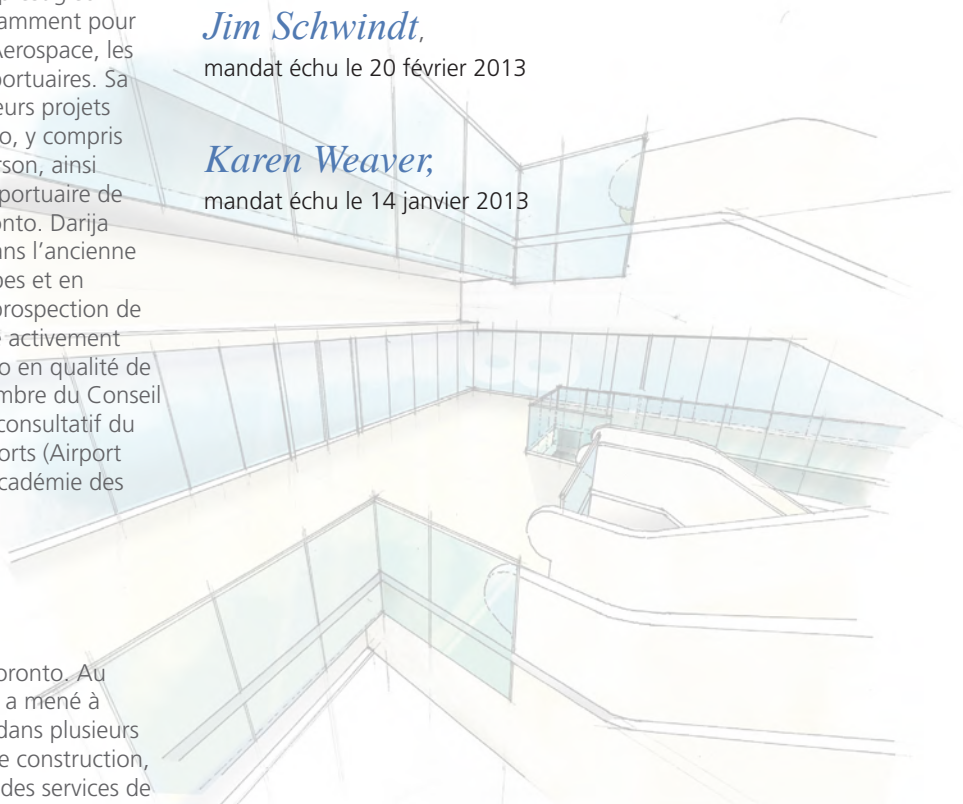 amment pour
Aerospace, les
portuaires. Sa
eurs projets
o, y compris
rson, ainsi
portuaire de
onto. Darija
ans l'ancienne
pes et en
prospection de
activement
o en qualité de
mbre du Conseil
consultatif du
orts (Airport
cadémie des
oronto. Au
a mené à
dans plusieurs
e construction,
des services de
Jim Schwindt,
mandat échu le 20 février 2013
Karen Weaver,
mandat échu le 14 janvier 2013